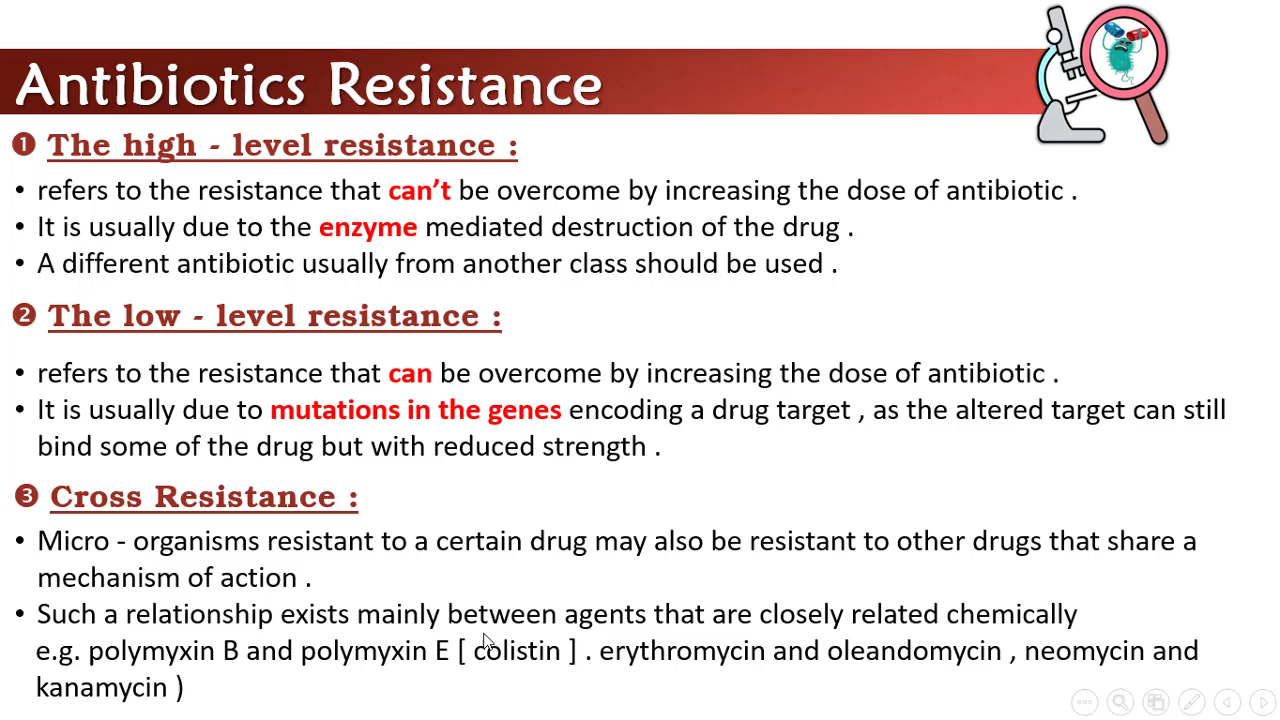 Antibiotics Resistance
❶ The high - level resistance :
• refers to the resistance that can't be overcome by increasing the dose of antibiotic .
• It is usually due to the enzyme mediated destruction of the drug .
• A different antibiotic usually from another class should be used .
❷ The low - level resistance :
• refers to the resistance that can be overcome by increasing the dose of antibiotic .
• It is usually due to mutations in the genes encoding a drug target , as the altered target can still
bind some of the drug but with reduced strength .
❸ Cross Resistance :
• Micro - organisms resistant to a certain drug may also be resistant to other drugs that share a
mechanism of action .
• Such a relationship exists mainly between agents that are closely related chemically
e.g. polymyxin B and polymyxin E [ colistin ] . erythromycin and oleandomycin , neomycin and
kanamycin )